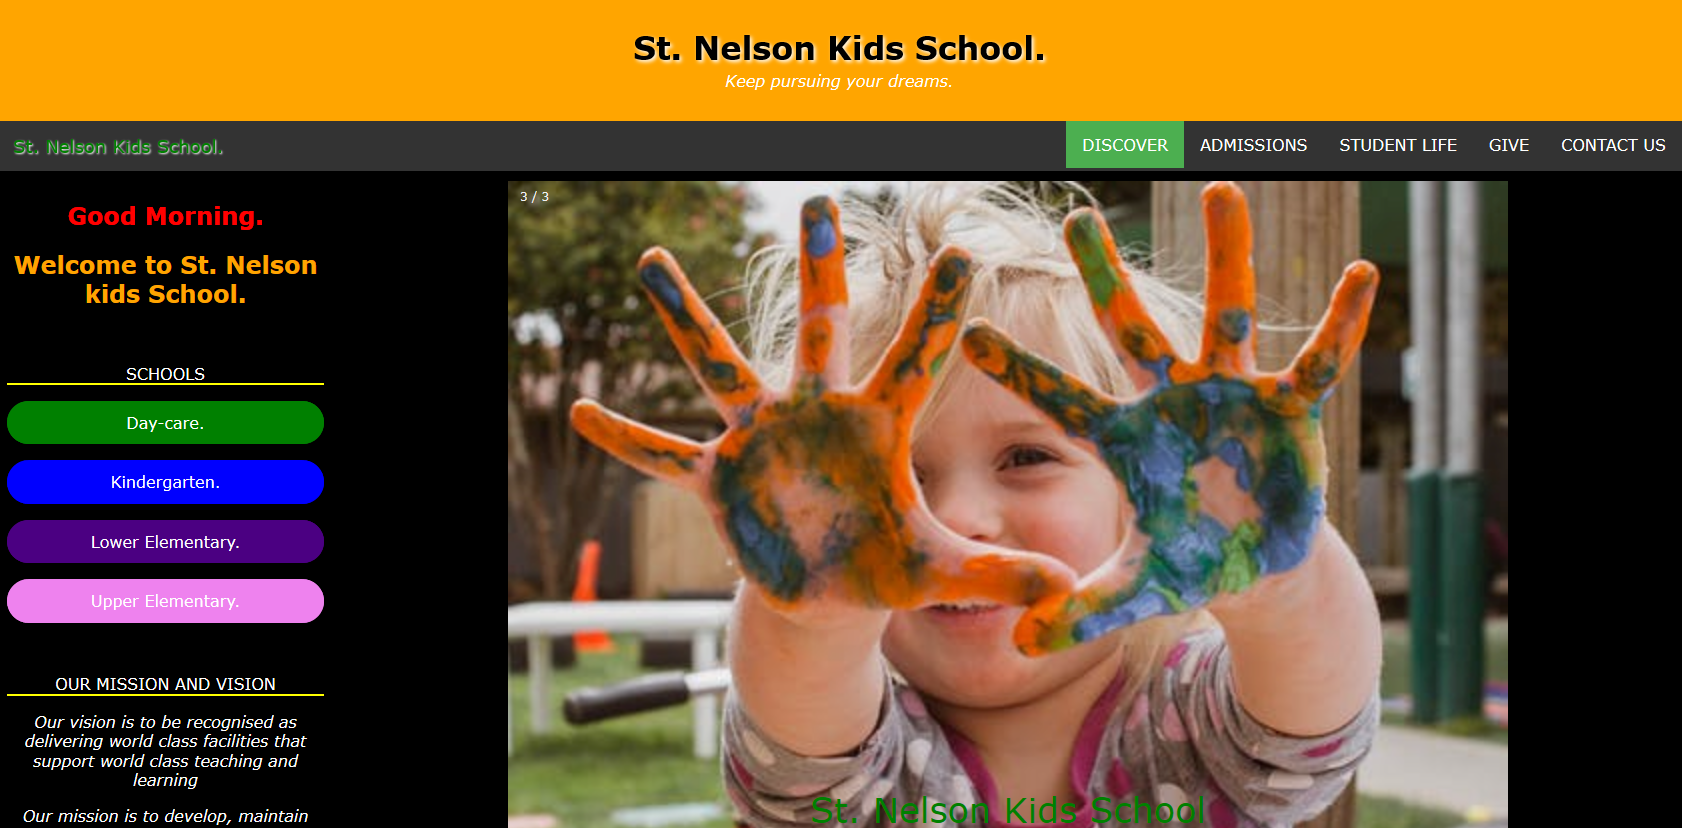 St. Nelson Kids School.
Keep pursuing your dreams.
St. Nelson Kids School.
DISCOVER ADMISSIONS STUDENT LIFE GIVE CONTACT US
Good Morning.
Welcome to St. Nelson
kids School.
SCHOOLS
Day-care.
Kindergarten.
Lower Elementary.
Upper Elementary.
OUR MISSION AND VISION
Our vision is to be recognised as
delivering world class facilities that
support world class teaching and
learning
Our mission is to develop, maintain
3 / 3
St. Nelson Kids School